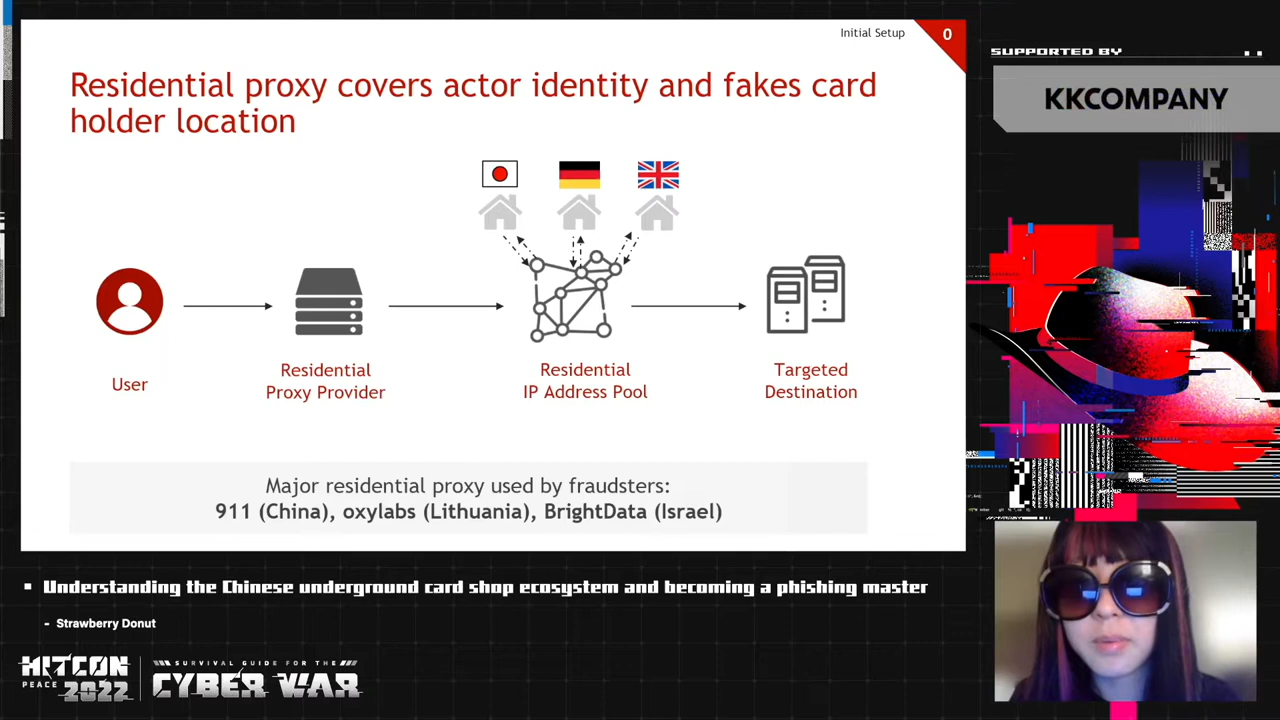 Initial Setup
0
Residential proxy covers actor identity and fakes card
holder location
User
Residential
Proxy Provider
Residential
IP Address Pool
Targeted
Destination
Major residential proxy used by fraudsters:
911 (China), oxylabs (Lithuania), BrightData (Israel)
SUPPORTED BY
KKCOMPANY
Understanding the Chinese underground card shop ecosystem and becoming a phishing master
- Strawberry Donut
HITCON
PEACE 2022
SURVIVAL GUIDE FOR THE
CYBER WAR